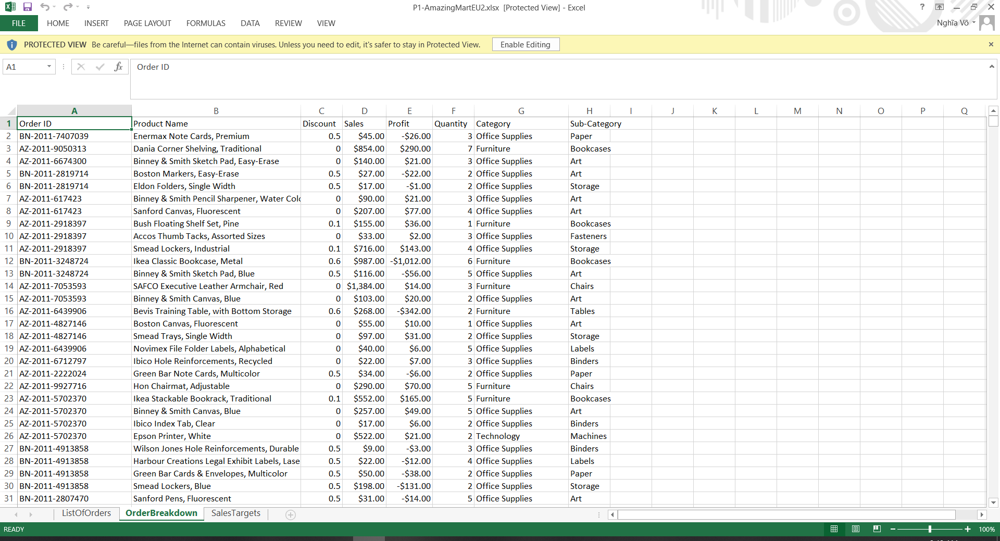 P1-AmazingMartEU2.xlsx [Protected View] - Excel
?
FILE HOME INSERT PAGE LAYOUT FORMULAS DATA REVIEW VIEW
Nghĩa Võ
PROTECTED VIEW Be careful—files from the Internet can contain viruses. Unless you need to edit, it's safer to stay in Protected View. Enable Editing
A1 fx Order ID
A B C D E F G H I J K L M N O P Q
1 Order ID Product Name Discount Sales Profit Quantity Category Sub-Category
2 BN-2011-7407039 Enermax Note Cards, Premium 0.5 $45.00 -$26.00 3 Office Supplies Paper
3 AZ-2011-9050313 Dania Corner Shelving, Traditional 0 $854.00 $290.00 7 Furniture Bookcases
4 AZ-2011-6674300 Binney & Smith Sketch Pad, Easy-Erase 0 $140.00 $21.00 3 Office Supplies Art
5 BN-2011-2819714 Boston Markers, Easy-Erase 0.5 $27.00 -$22.00 2 Office Supplies Art
6 BN-2011-2819714 Eldon Folders, Single Width 0.5 $17.00 -$1.00 2 Office Supplies Storage
7 AZ-2011-617423 Binney & Smith Pencil Sharpener, Water Colo 0 $90.00 $21.00 3 Office Supplies Art
8 AZ-2011-617423 Sanford Canvas, Fluorescent 0 $207.00 $77.00 4 Office Supplies Art
9 AZ-2011-2918397 Bush Floating Shelf Set, Pine 0.1 $155.00 $36.00 1 Furniture Bookcases
10 AZ-2011-2918397 Accos Thumb Tacks, Assorted Sizes 0 $33.00 $2.00 3 Office Supplies Fasteners
11 AZ-2011-2918397 Smead Lockers, Industrial 0.1 $716.00 $143.00 4 Office Supplies Storage
12 BN-2011-3248724 Ikea Classic Bookcase, Metal 0.6 $987.00 -$1,012.00 6 Furniture Bookcases
13 BN-2011-3248724 Binney & Smith Sketch Pad, Blue 0.5 $116.00 -$56.00 5 Office Supplies Art
14 AZ-2011-7053593 SAFCO Executive Leather Armchair, Red 0 $1,384.00 $14.00 3 Furniture Chairs
15 AZ-2011-7053593 Binney & Smith Canvas, Blue 0 $103.00 $20.00 2 Office Supplies Art
16 AZ-2011-6439906 Bevis Training Table, with Bottom Storage 0.6 $268.00 -$342.00 2 Furniture Tables
17 AZ-2011-4827146 Boston Canvas, Fluorescent 0 $55.00 $10.00 1 Office Supplies Art
18 AZ-2011-4827146 Smead Trays, Single Width 0 $97.00 $31.00 2 Office Supplies Storage
19 AZ-2011-6439906 Novimex File Folder Labels, Alphabetical 0 $40.00 $6.00 5 Office Supplies Labels
20 AZ-2011-6712797 Ibico Hole Reinforcements, Recycled 0 $22.00 $7.00 3 Office Supplies Binders
21 AZ-2011-2222024 Green Bar Note Cards, Multicolor 0.5 $34.00 -$6.00 2 Office Supplies Paper
22 AZ-2011-9927716 Hon Chairmat, Adjustable 0 $290.00 $70.00 5 Furniture Chairs
23 AZ-2011-5702370 Ikea Stackable Bookrack, Traditional 0.1 $552.00 $165.00 5 Furniture Bookcases
24 AZ-2011-5702370 Binney & Smith Canvas, Blue 0 $257.00 $49.00 5 Office Supplies Art
25 AZ-2011-5702370 Ibico Index Tab, Clear 0 $17.00 $6.00 2 Office Supplies Binders
26 AZ-2011-5702370 Epson Printer, White 0 $522.00 $21.00 2 Technology Machines
27 BN-2011-4913858 Wilson Jones Hole Reinforcements, Durable 0.5 $9.00 -$3.00 3 Office Supplies Binders
28 BN-2011-4913858 Harbour Creations Legal Exhibit Labels, Lase 0.5 $22.00 -$12.00 4 Office Supplies Labels
29 BN-2011-4913858 Green Bar Cards & Envelopes, Multicolor 0.5 $50.00 -$38.00 2 Office Supplies Paper
30 BN-2011-4913858 Smead Lockers, Blue 0.5 $198.00 -$131.00 2 Office Supplies Storage
31 BN-2011-2807470 Sanford Pens, Fluorescent 0.5 $31.00 -$14.00 5 Office Supplies Art
ListOfOrders OrderBreakdown SalesTargets
READY 100%